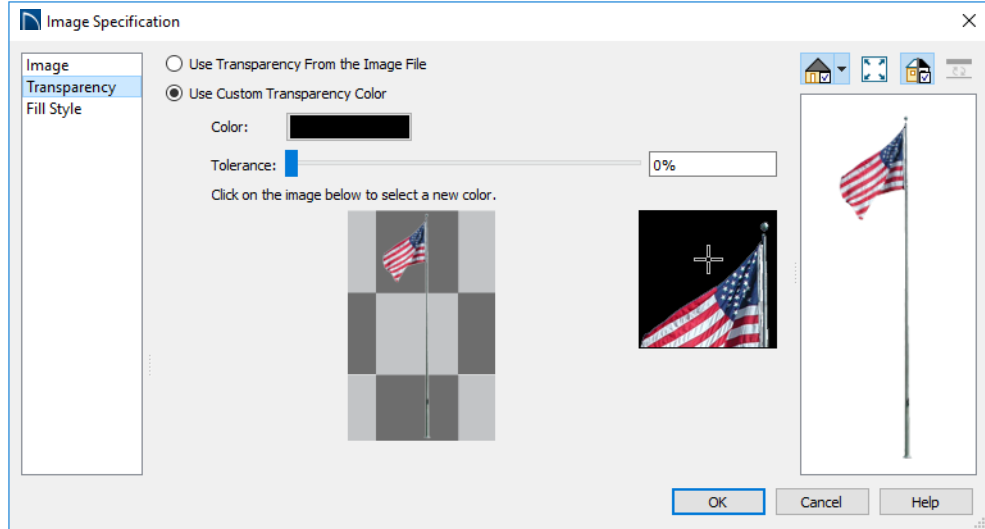 Image Specification
Image
Transparency
Fill Style
Use Transparency From the Image File
Use Custom Transparency Color
Color:
Tolerance:
0%
Click on the image below to select a new color.
OK
Cancel
Help